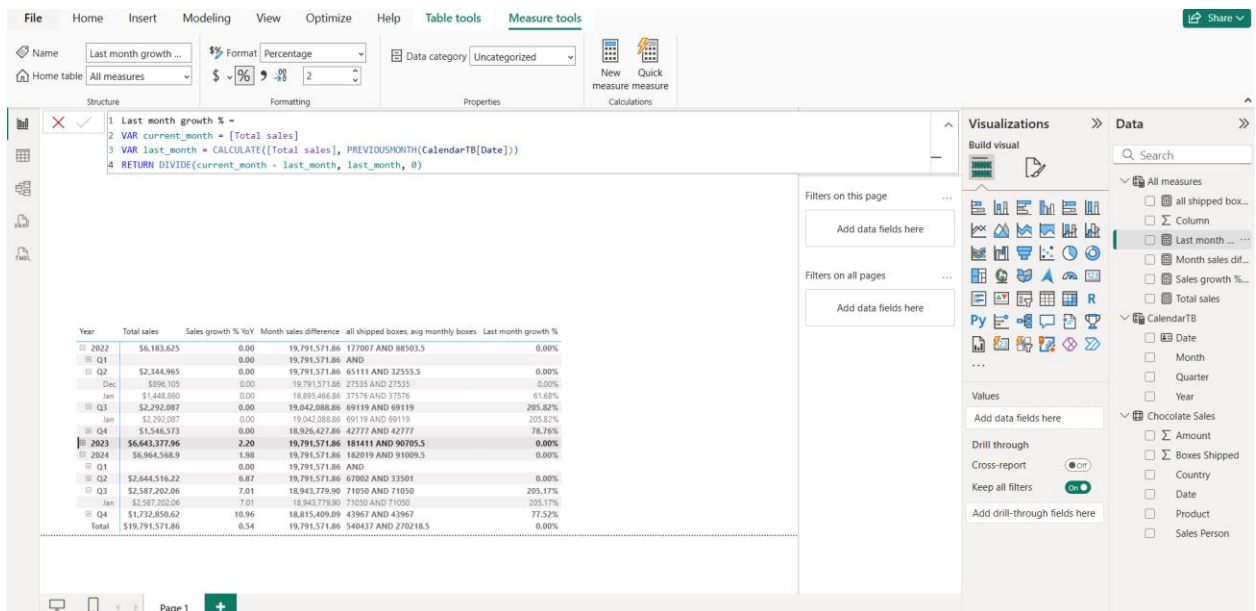 File Home Insert Modeling View Optimize Help Table tools Measure tools Share
Name Last month growth ... $% Format Percentage Data category Uncategorized New measure Quick measure
Home table All measures $ % 9 .00 2
Structure Formatting Properties Calculations
1 Last month growth % =
2 VAR current_month = [Total sales]
3 VAR last_month = CALCULATE([Total sales], PREVIOUSMONTH(CalendarTB[Date]))
4 RETURN DIVIDE(current_month - last_month, last_month, 0)
Year Total sales Sales growth % YoY Month sales difference all shipped boxes, avg monthly boxes Last month growth %
2022 $6,183,625 0.00 19,791,571.86 177007 AND 88503.5 0.00%
Q1 0.00 19,791,571.86 AND
Q2 $2,344,965 0.00 19,791,571.86 65111 AND 32555.5 0.00%
Dec $896,105 0.00 19,791,571.86 27535 AND 27535 0.00%
Jan $1,448,860 0.00 18,895,466.86 37576 AND 37576 61.68%
Q3 $2,292,087 0.00 19,042,088.86 69119 AND 69119 205.82%
Jan $2,292,087 0.00 19,042,088.86 69119 AND 69119 205.82%
Q4 $1,546,573 0.00 18,926,427.86 42777 AND 42777 78.76%
2023 $6,643,377.96 2.20 19,791,571.86 181411 AND 90705.5 0.00%
2024 $6,964,568.9 1.98 19,791,571.86 182019 AND 91009.5 0.00%
Q1 0.00 19,791,571.86 AND
Q2 $2,644,516.22 6.87 19,791,571.86 67002 AND 33501 0.00%
Q3 $2,587,202.06 7.01 18,943,779.90 71050 AND 71050 205.17%
Jan $2,587,202.06 7.01 18,943,779.90 71050 AND 71050 205.17%
Q4 $1,732,850.62 10.96 18,815,409.09 43967 AND 43967 77.52%
Total $19,791,571.86 0.54 19,791,571.86 540437 AND 270218.5 0.00%
Filters on this page ...
Add data fields here
Filters on all pages ...
Add data fields here
Visualizations
Build visual
R
Py
...
Values
Add data fields here
Drill through
Cross-report Off
Keep all filters On
Add drill-through fields here
Data
Search
All measures
all shipped box...
Column
Last month ... ...
Month sales dif...
Sales growth %...
Total sales
CalendarTB
Date
Month
Quarter
Year
Chocolate Sales
Amount
Boxes Shipped
Country
Date
Product
Sales Person
Page 1 +